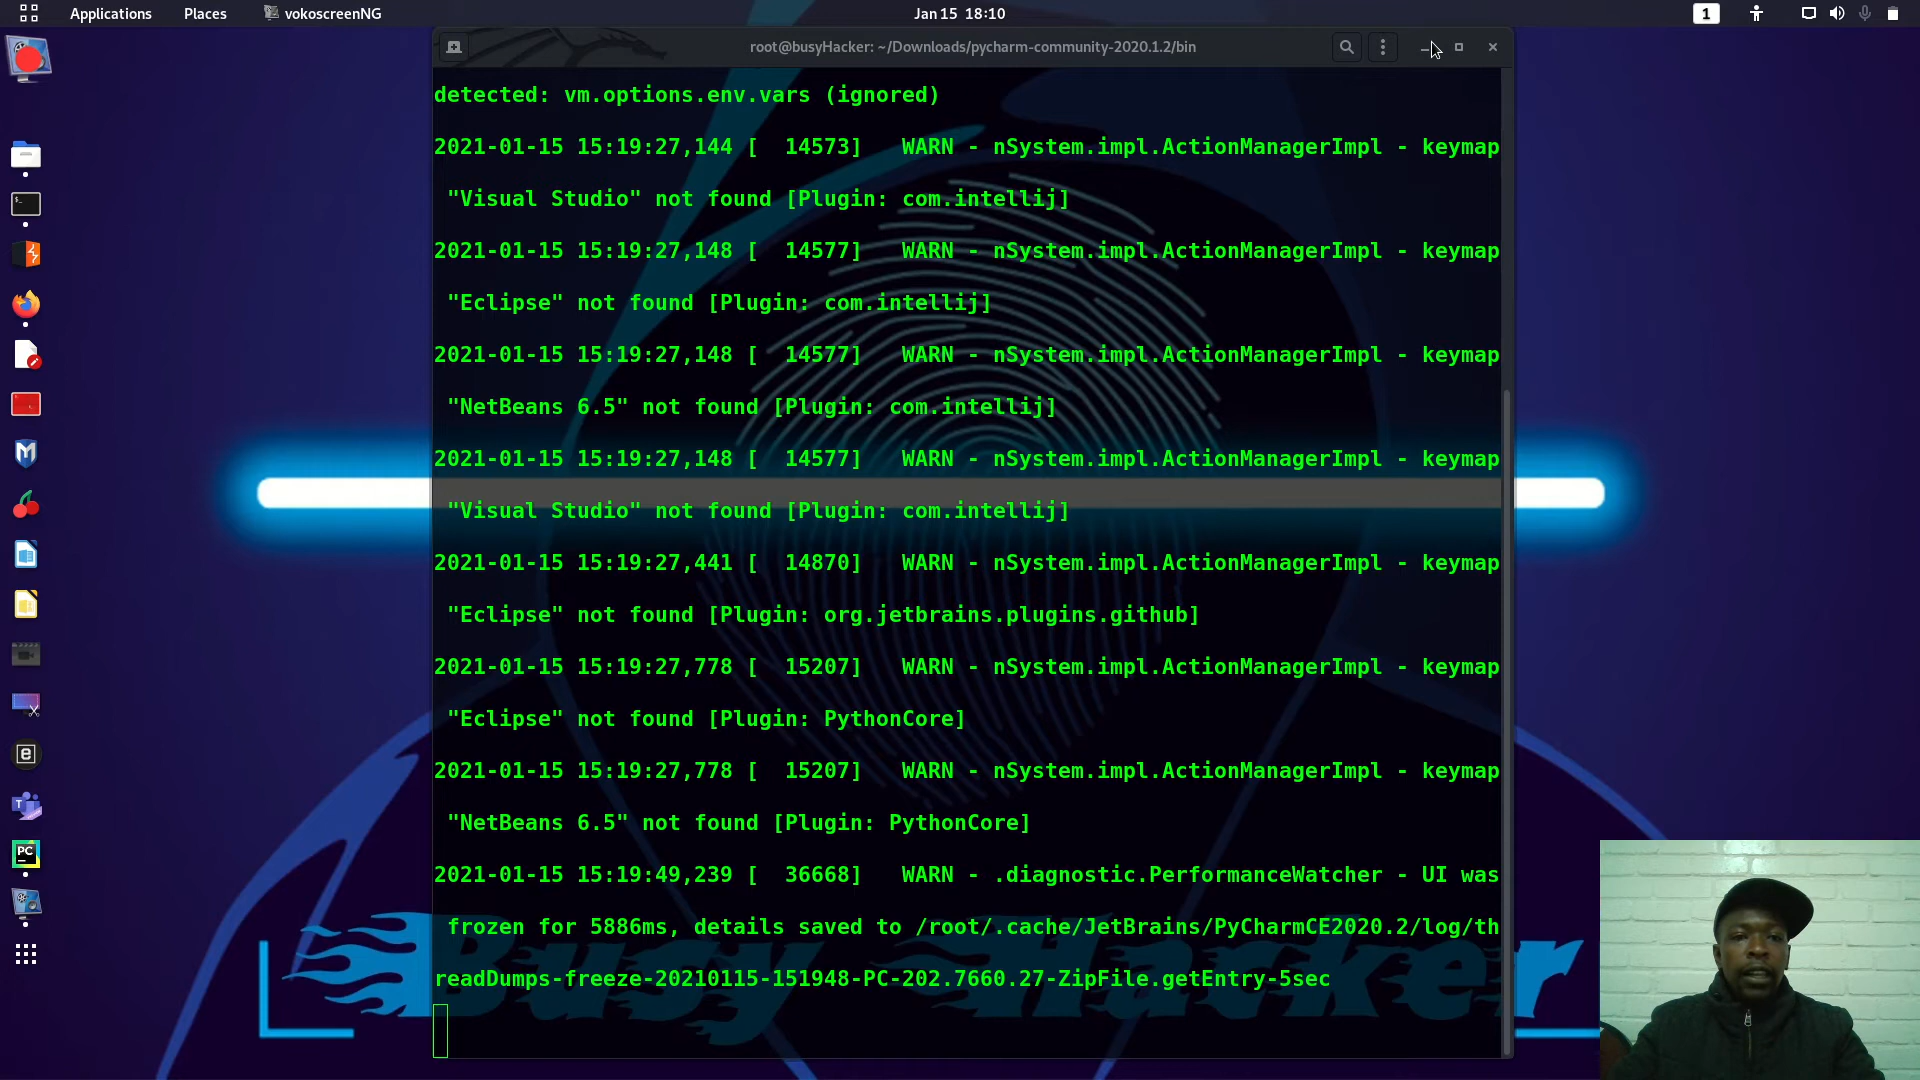 Applications Places vokoscreenNG Jan 15 18:10 1
root@busyHacker: ~/Downloads/pycharm-community-2020.1.2/bin
detected: vm.options.env.vars (ignored)
2021-01-15 15:19:27,144 [  14573]   WARN - nSystem.impl.ActionManagerImpl - keymap
"Visual Studio" not found [Plugin: com.intellij]
2021-01-15 15:19:27,148 [  14577]   WARN - nSystem.impl.ActionManagerImpl - keymap
"Eclipse" not found [Plugin: com.intellij]
2021-01-15 15:19:27,148 [  14577]   WARN - nSystem.impl.ActionManagerImpl - keymap
"NetBeans 6.5" not found [Plugin: com.intellij]
2021-01-15 15:19:27,148 [  14577]   WARN - nSystem.impl.ActionManagerImpl - keymap
"Visual Studio" not found [Plugin: com.intellij]
2021-01-15 15:19:27,441 [  14870]   WARN - nSystem.impl.ActionManagerImpl - keymap
"Eclipse" not found [Plugin: org.jetbrains.plugins.github]
2021-01-15 15:19:27,778 [  15207]   WARN - nSystem.impl.ActionManagerImpl - keymap
"Eclipse" not found [Plugin: PythonCore]
2021-01-15 15:19:27,778 [  15207]   WARN - nSystem.impl.ActionManagerImpl - keymap
"NetBeans 6.5" not found [Plugin: PythonCore]
2021-01-15 15:19:49,239 [  36668]   WARN - .diagnostic.PerformanceWatcher - UI was
frozen for 5886ms, details saved to /root/.cache/JetBrains/PyCharmCE2020.2/log/th
readDumps-freeze-20210115-151948-PC-202.7660.27-ZipFile.getEntry-5sec
Busy Hacker
PC